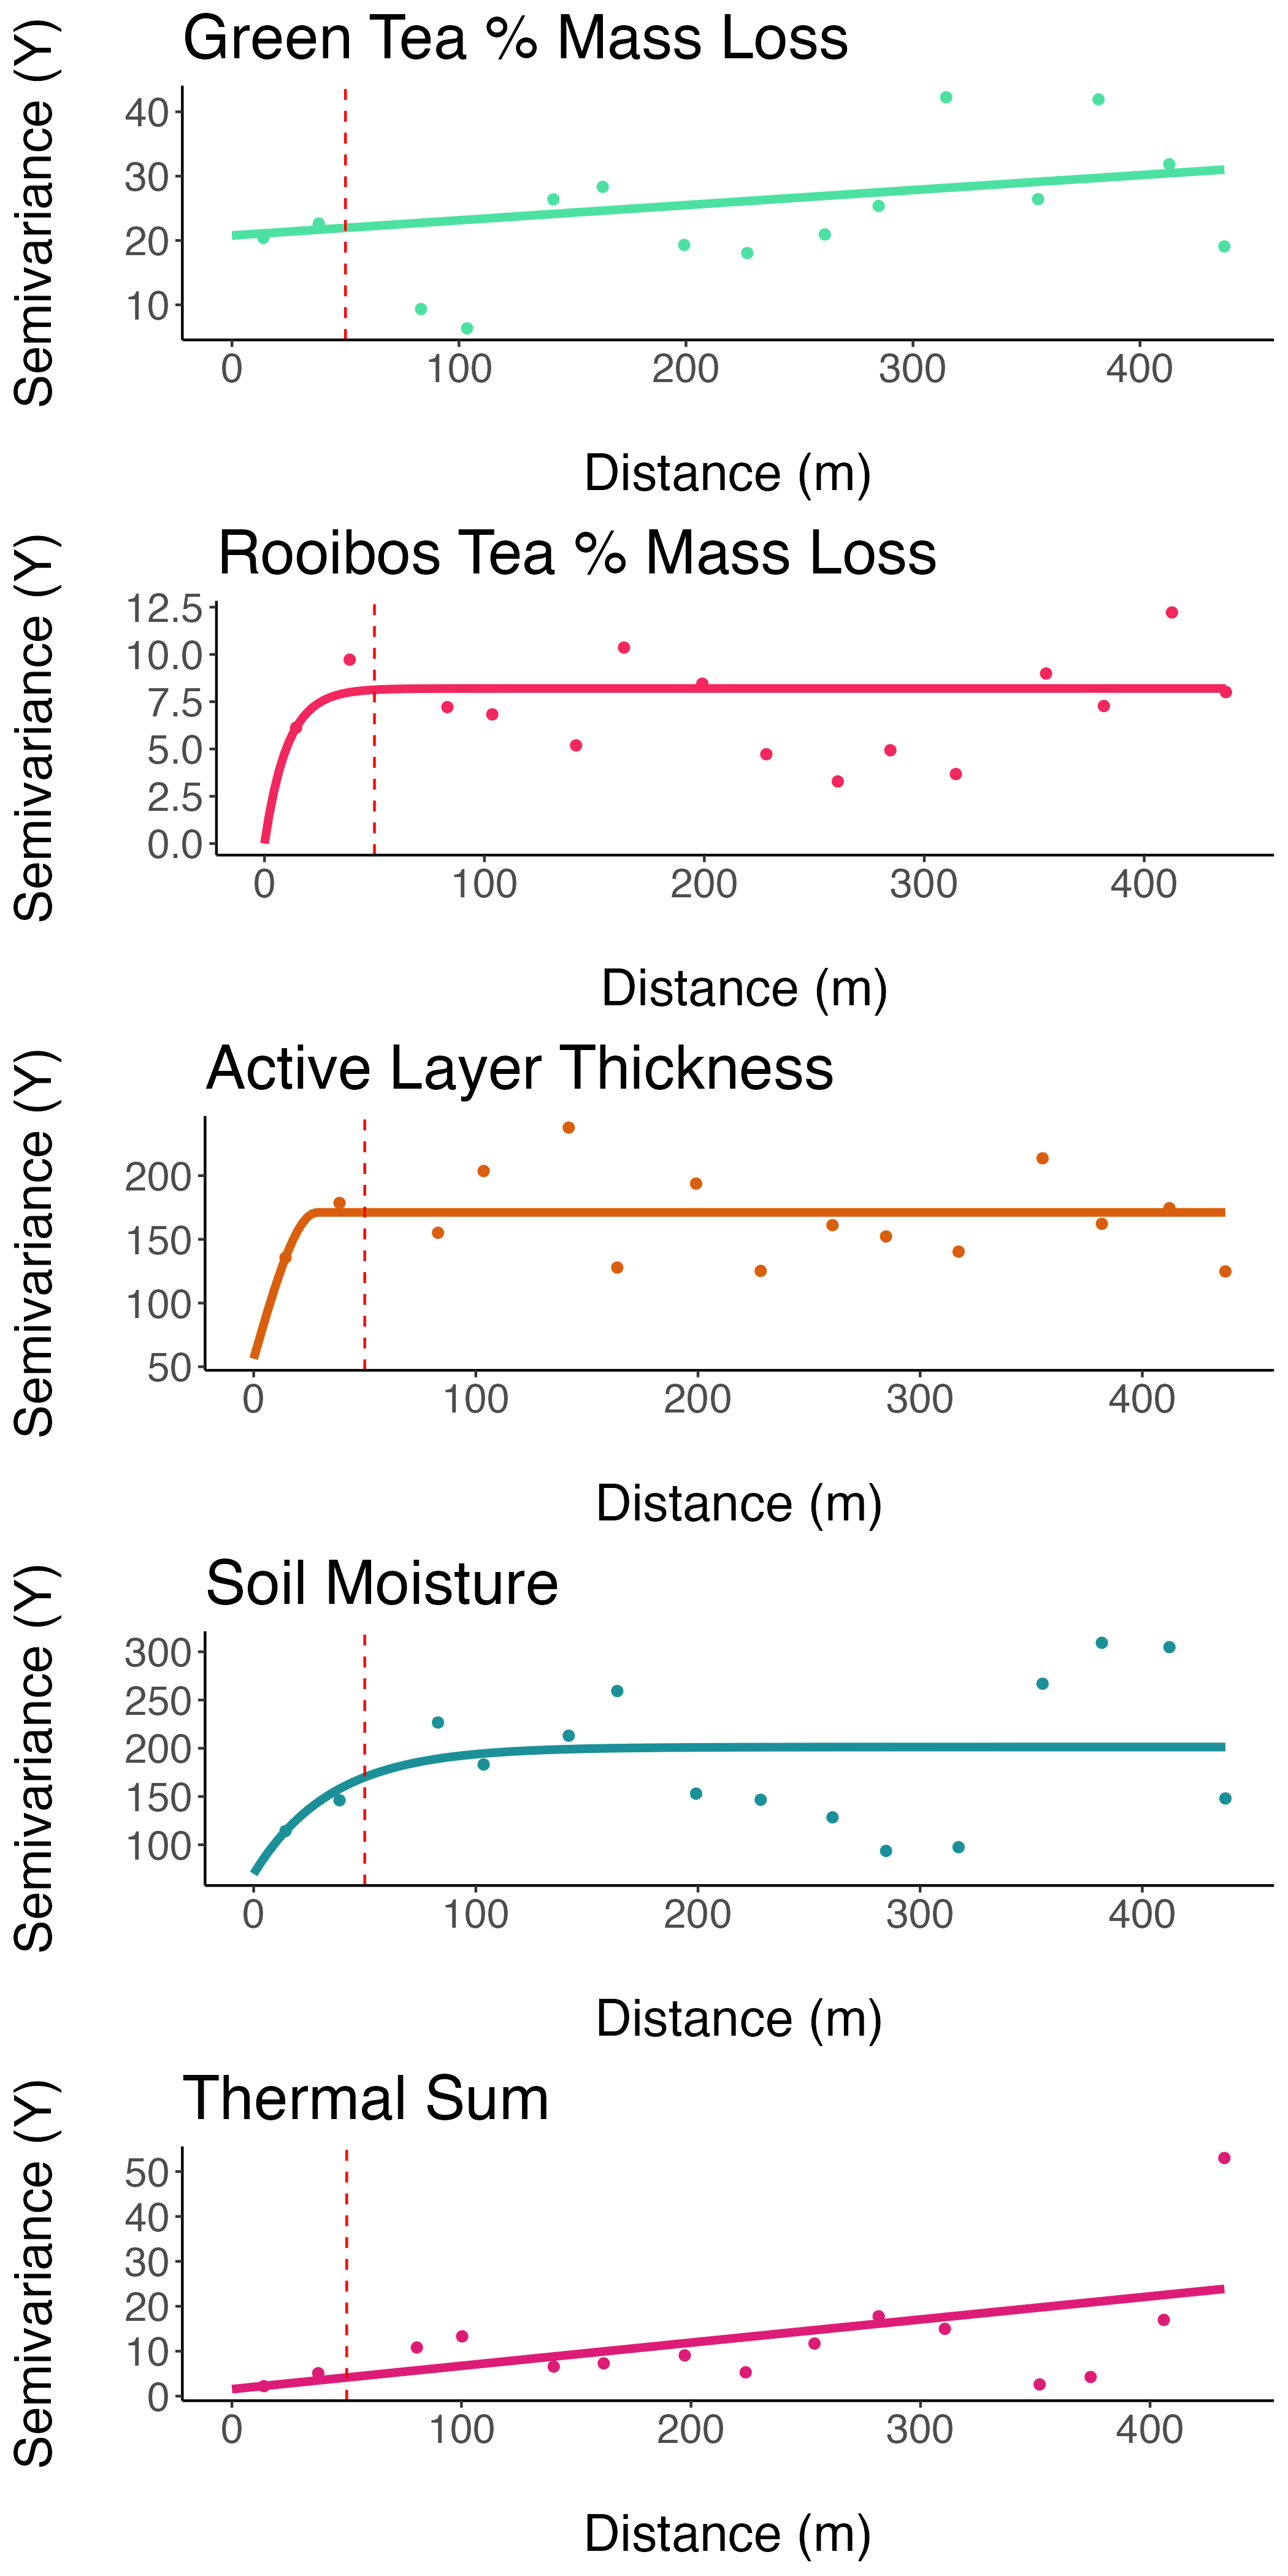 Green Tea % Mass Loss
Semivariance (Y)
40
30
20
10
0 100 200 300 400
Distance (m)
Rooibos Tea % Mass Loss
Semivariance (Y)
12.5
10.0
7.5
5.0
2.5
0.0
0 100 200 300 400
Distance (m)
Active Layer Thickness
Semivariance (Y)
200
150
100
50
0 100 200 300 400
Distance (m)
Soil Moisture
Semivariance (Y)
300
250
200
150
100
0 100 200 300 400
Distance (m)
Thermal Sum
Semivariance (Y)
50
40
30
20
10
0
0 100 200 300 400
Distance (m)